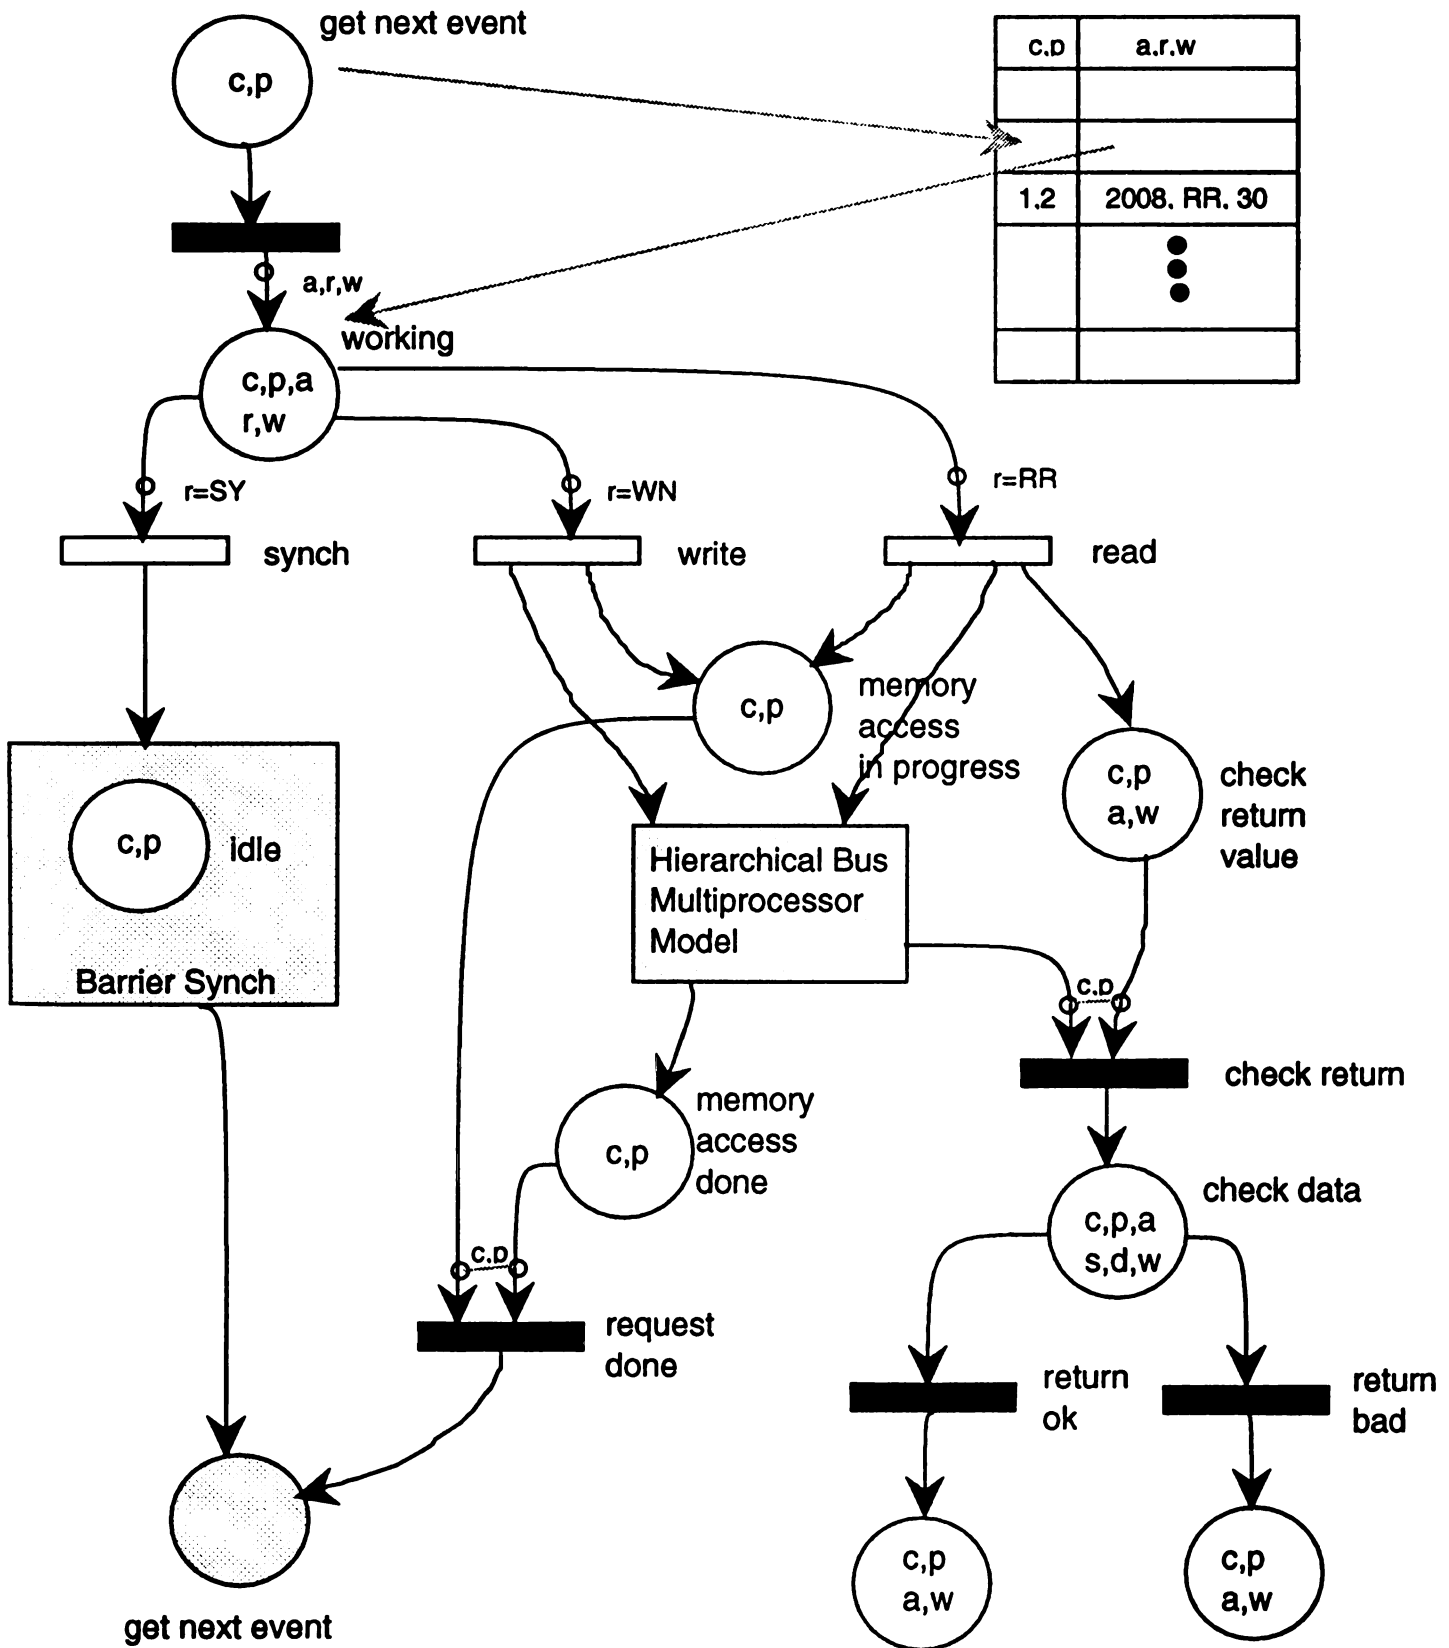 get next event
c,p
c.p a.r.w
1.2 2008. RR. 30
a,r,w
working
c,p,a
r,w
r=SY
r=WN
r=RR
synch
write
read
c,p
memory
access
in progress
c,p
a,w
check
return
value
c,p
idle
Barrier Synch
Hierarchical Bus
Multiprocessor
Model
c.p
check return
c,p
memory
access
done
c,p,a
s,d,w
check data
c.p
request
done
return
ok
return
bad
c,p
a,w
c,p
a,w
get next event